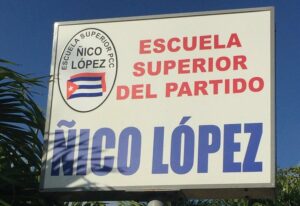 ESCUELA SUPERIOR PCC
ÑICO
LÓPEZ
ESCUELA
SUPERIOR
DEL PARTIDO
ÑICO LÓPEZ